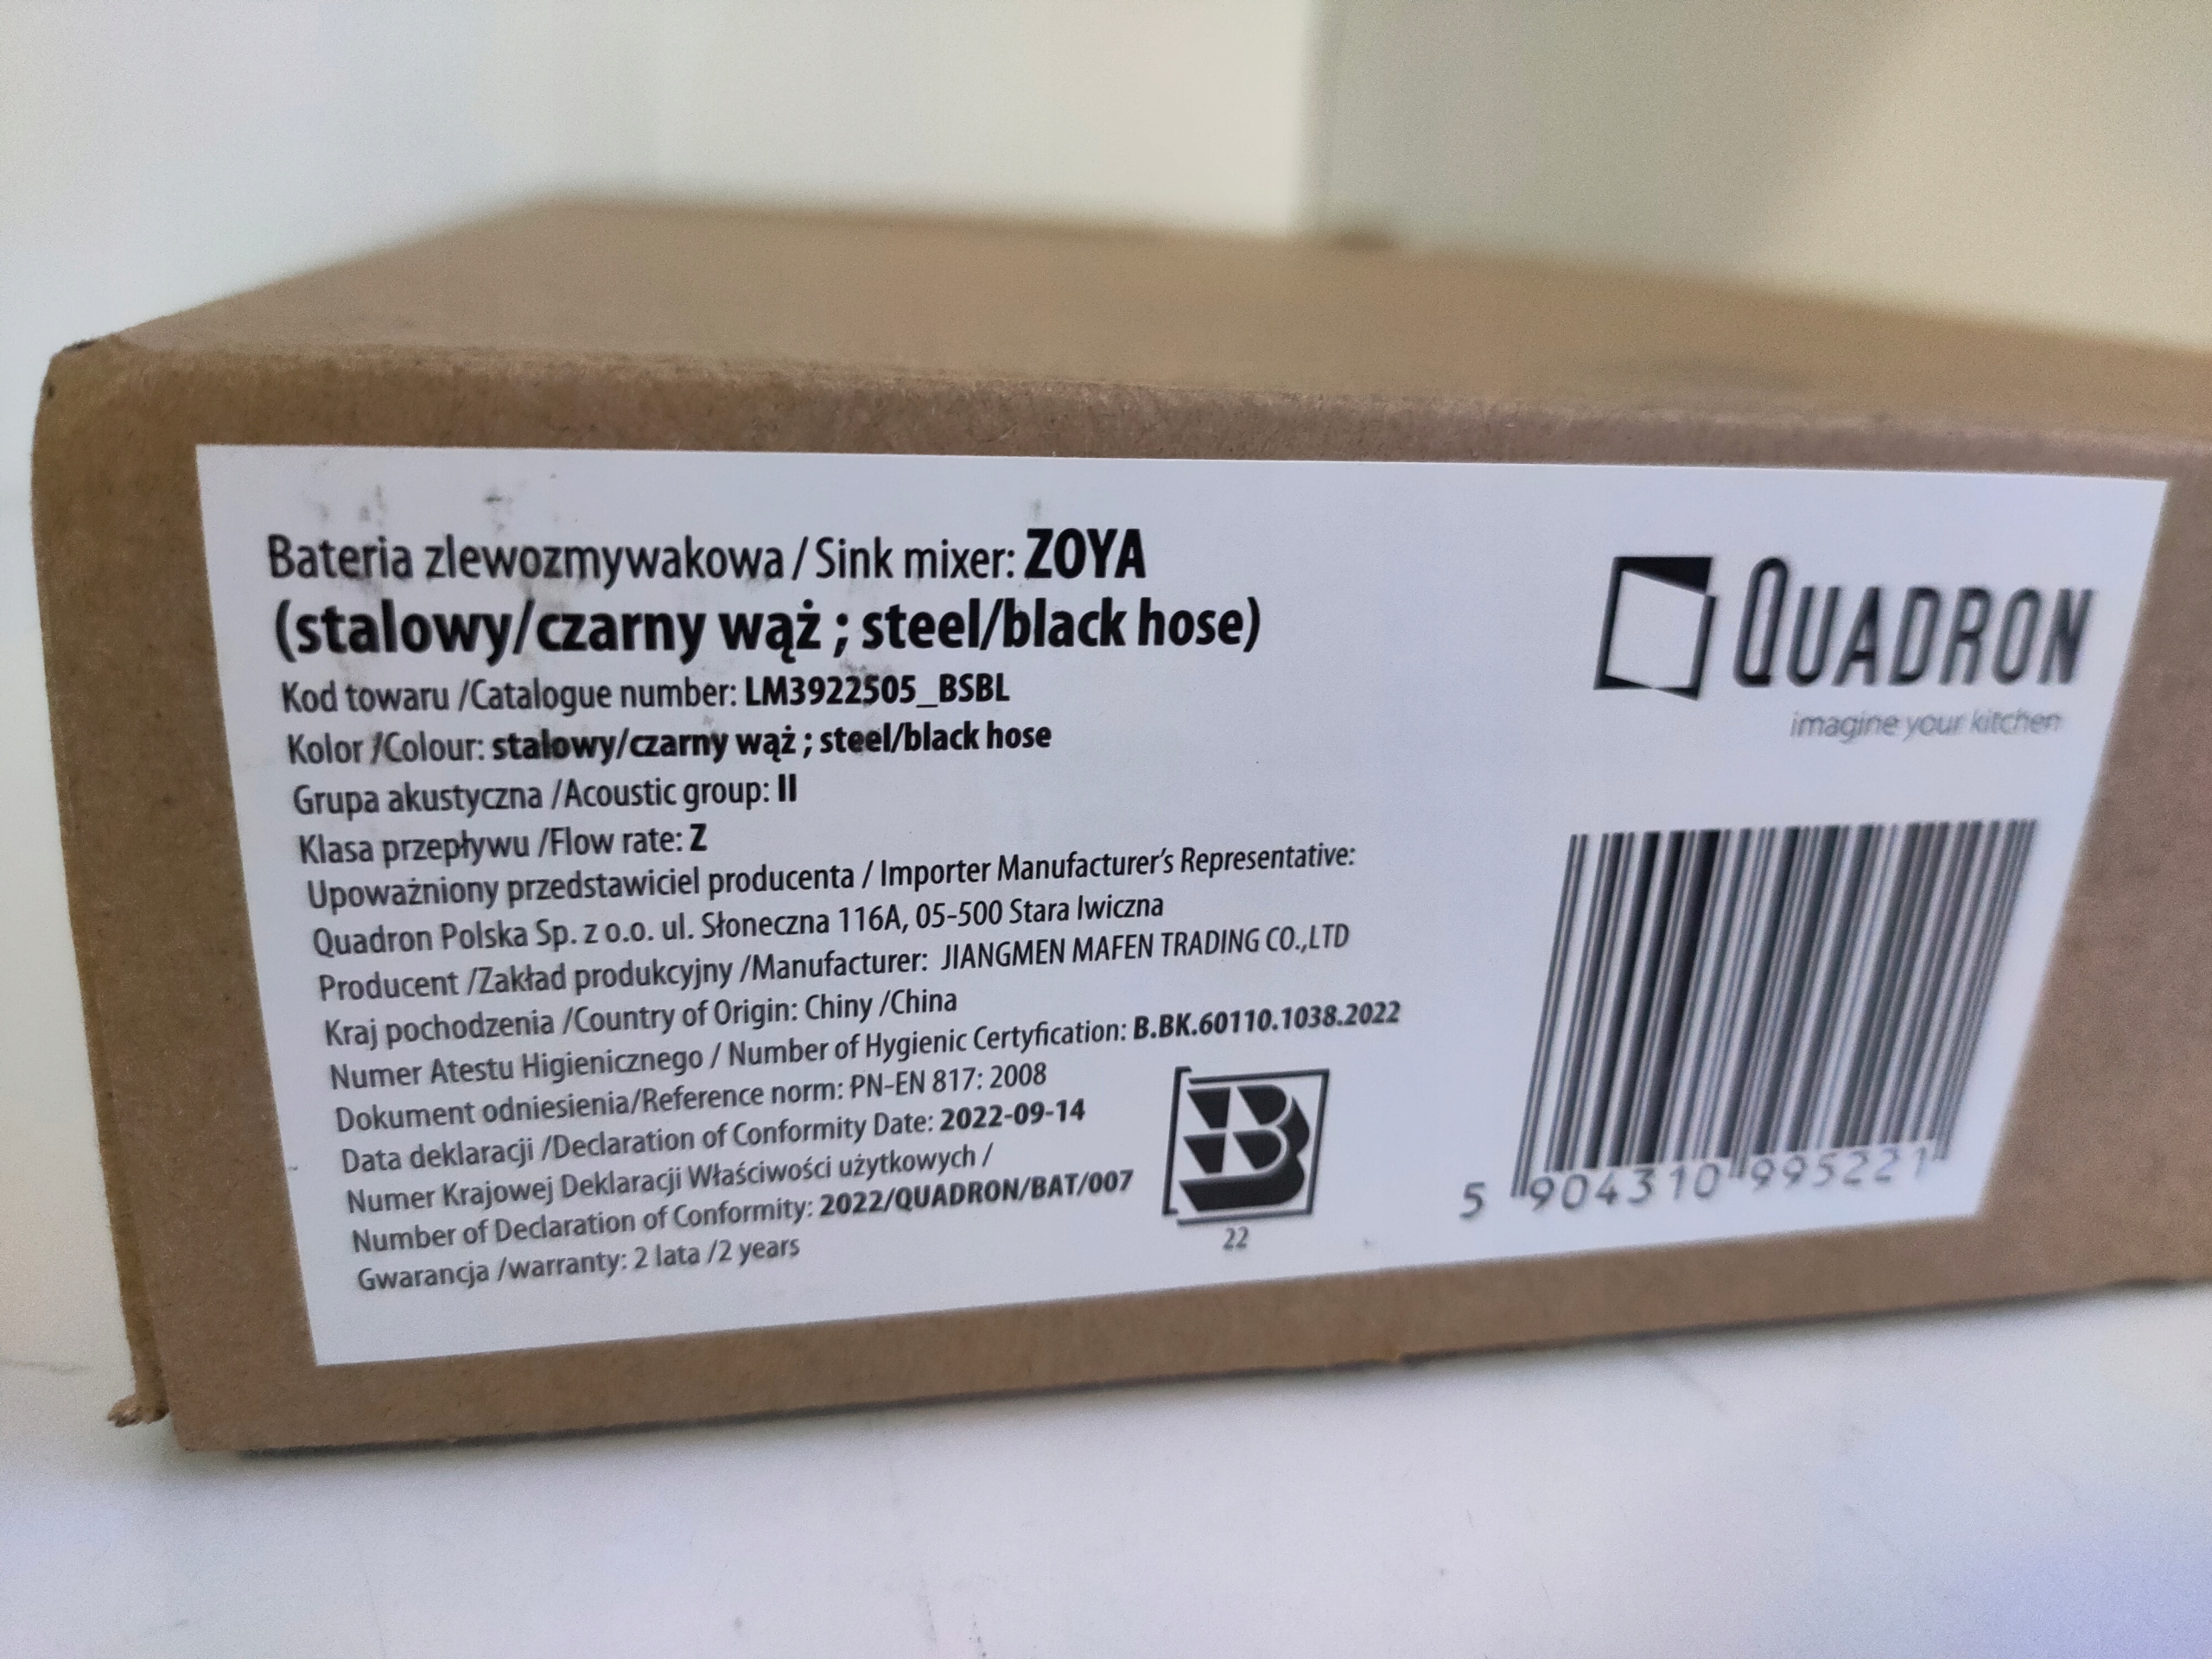 Bateria zlewozmywakowa / Sink mixer: ZOYA
(stalowy/czarny wąż ; steel/black hose)
Kod towaru /Catalogue number: LM3922505_BSBL
Kolor /Colour: stalowy/czarny wąż ; steel/black hose
Grupa akustyczna /Acoustic group: II
Klasa przepływu /Flow rate: Z
Upoważniony przedstawiciel producenta / Importer Manufacturer's Representative:
Quadron Polska Sp. z o.o. ul. Słoneczna 116A, 05-500 Stara Iwiczna
Producent /Zakład produkcyjny /Manufacturer: JIANGMEN MAFEN TRADING CO.,LTD
Kraj pochodzenia /Country of Origin: Chiny /China
Numer Atestu Higienicznego / Number of Hygienic Certyfication: B.BK.60110.1038.2022
Dokument odniesienia/Reference norm: PN-EN 817: 2008
Data deklaracji /Declaration of Conformity Date: 2022-09-14
Numer Krajowej Deklaracji Właściwości użytkowych /
Number of Declaration of Conformity: 2022/QUADRON/BAT/007
Gwarancja /warranty: 2 lata /2 years
B
22
QUADRON
imagine your kitchen
5 904310 995221